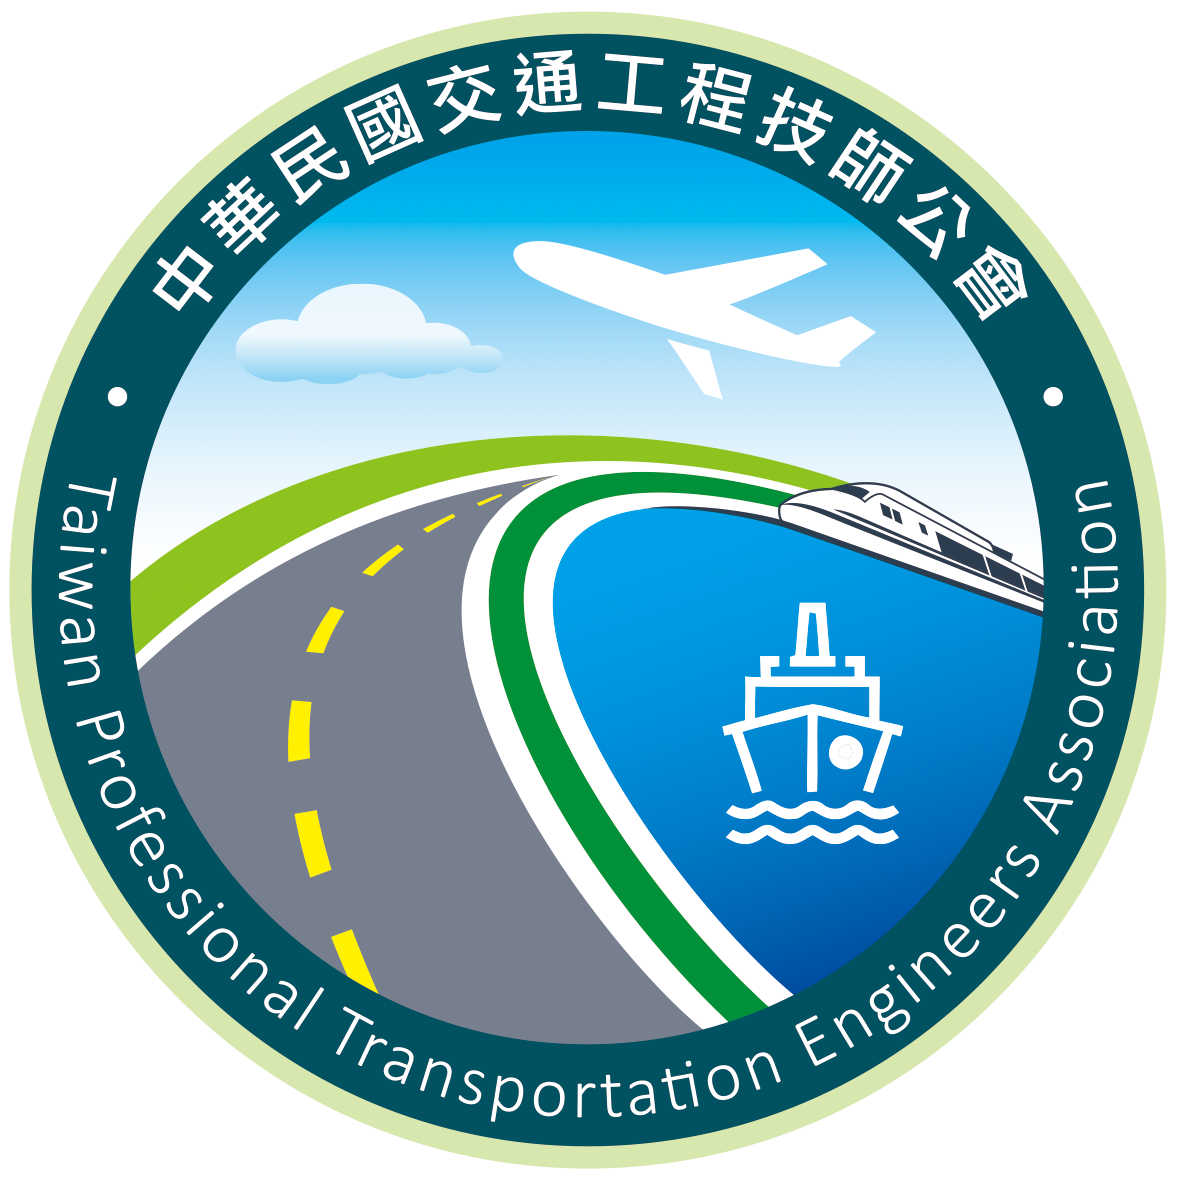 中華民國交通工程技師公會
Taiwan Professional Transportation Engineers Association